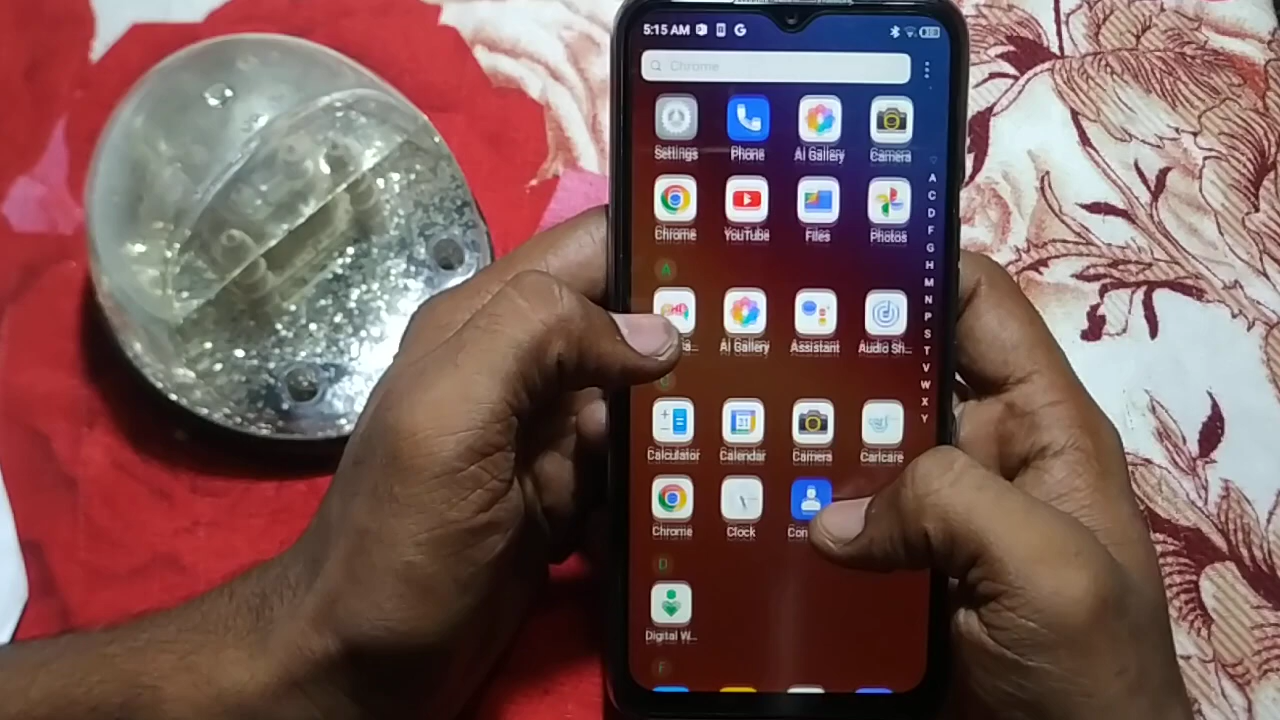 5:15 AM
Chrome
Settings Phone AI Gallery Camera
Chrome YouTube Files Photos
A
AI Gallery Assistant Audio Sh...
Calculator Calendar Camera Carlcare
Chrome Clock Con
D
Digital W...
F
A
C
D
F
G
H
M
N
P
S
T
V
W
X
Y